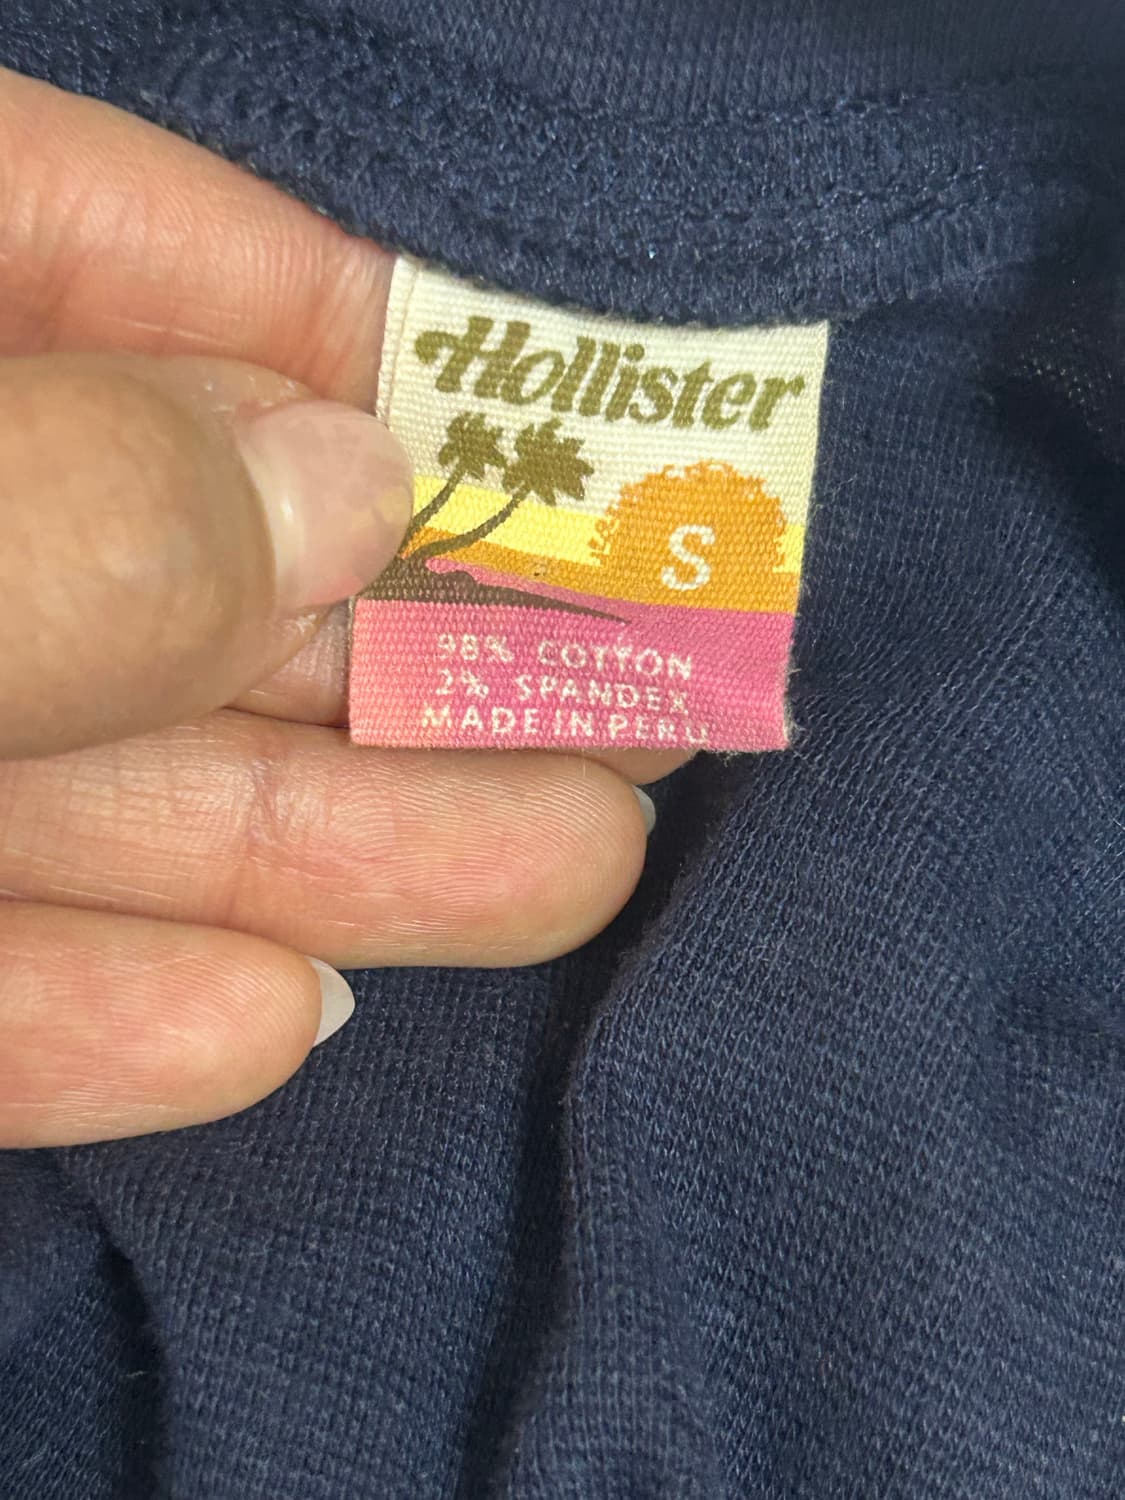 Hollister
S
98% COTTON
2% SPANDEX
MADE IN PERU